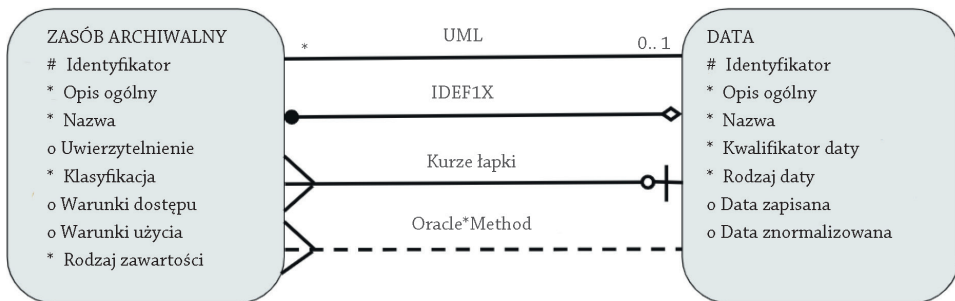 ZASÓB ARCHIWALNY
# Identyfikator
* Opis ogólny
* Nazwa
o Uwierzytelnienie
* Klasyfikacja
o Warunki dostępu
o Warunki użycia
* Rodzaj zawartości
* UML 0..1
IDEF1X
Kurze łapki
Oracle*Method
DATA
# Identyfikator
* Opis ogólny
* Nazwa
* Kwalifikator daty
* Rodzaj daty
o Data zapisana
o Data znormalizowana